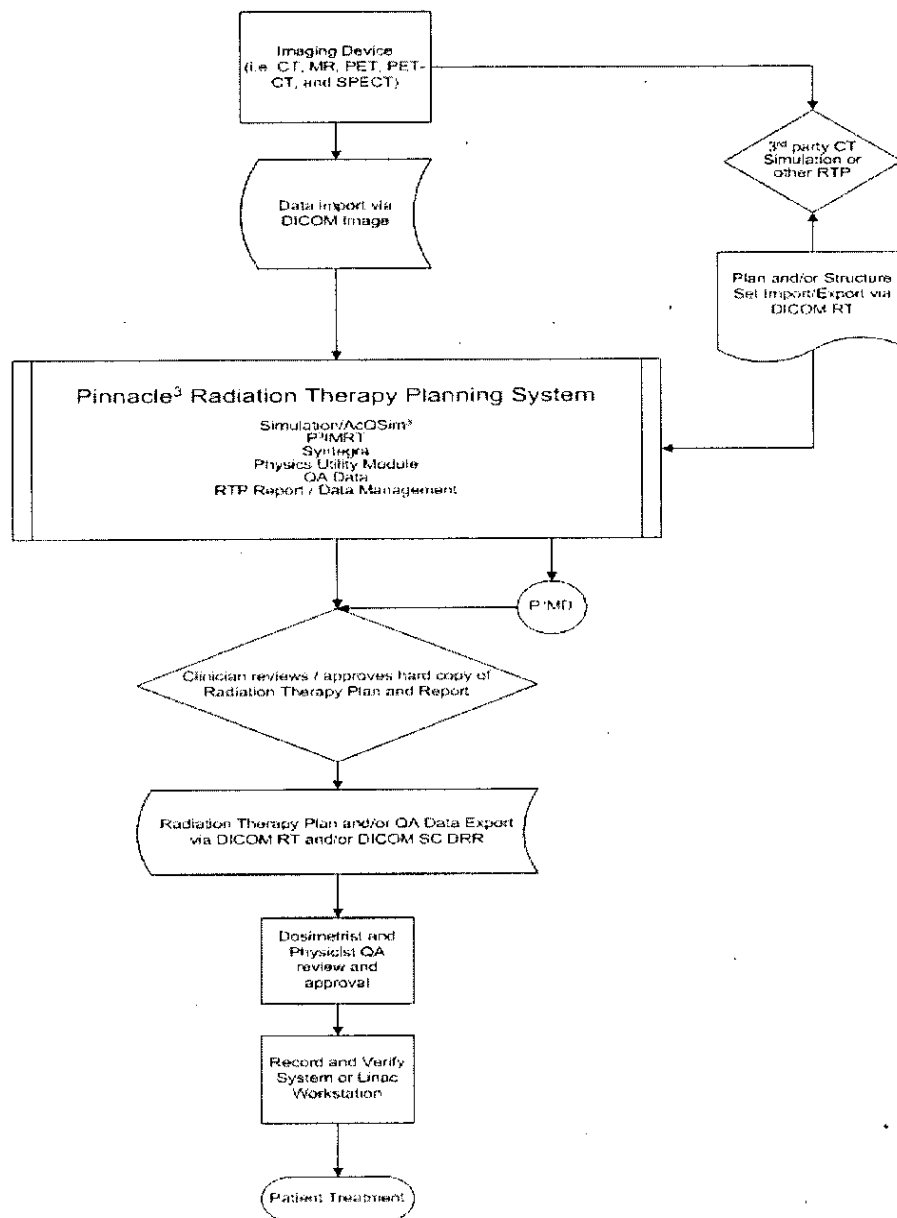 Imaging Device
(i.e. CT, MR, PET, PET-
CT, and SPECT)
3rd party CT
Simulation or
other RTP
Data Import via
DICOM Image
Plan and/or Structure
Set Import/Export via
DICOM RT
Pinnacle³ Radiation Therapy Planning System
Simulation/AcQSim³
P³IMRT
Syntegra
Physics Utility Module
QA Data
RTP Report / Data Management
P³MD
Clinician reviews / approves hard copy of
Radiation Therapy Plan and Report
Radiation Therapy Plan and/or QA Data Export
via DICOM RT and/or DICOM SC DRR
Dosimetrist and
Physicist QA
review and
approval
Record and Verify
System or Linac
Workstation
Patient Treatment